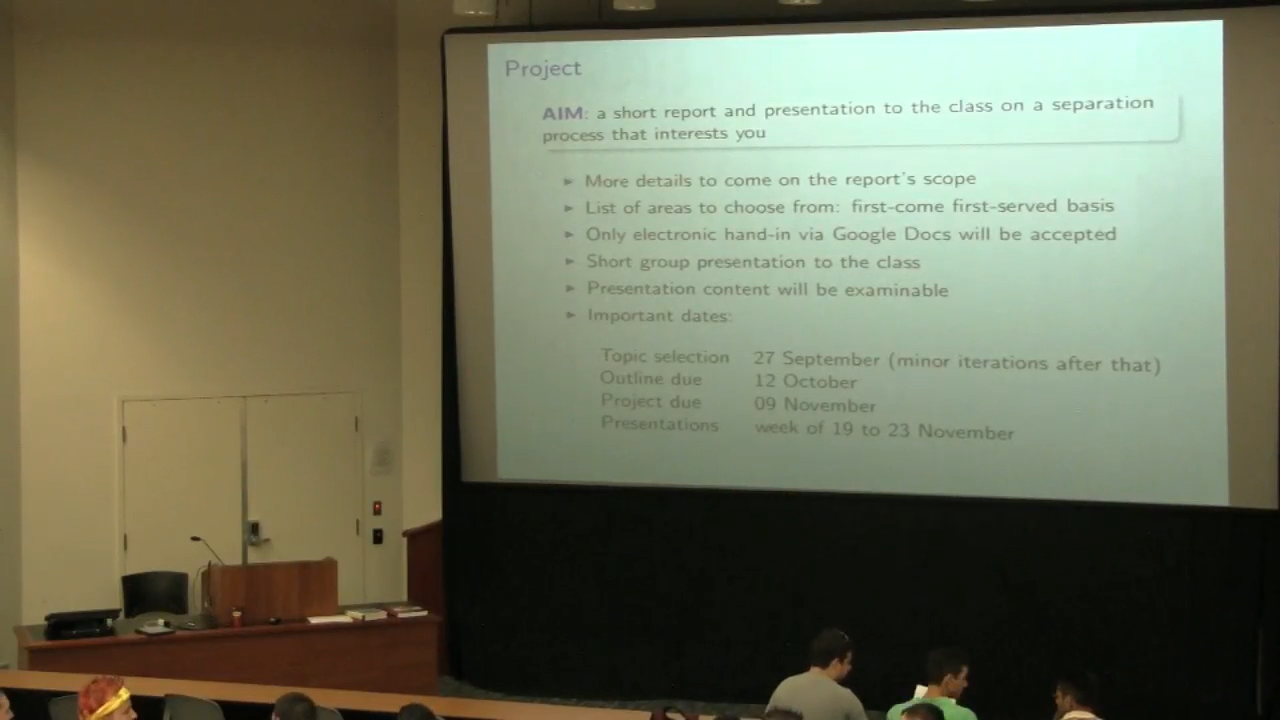 Project
AIM: a short report and presentation to the class on a separation
process that interests you
► More details to come on the report's scope
► List of areas to choose from: first-come first-served basis
► Only electronic hand-in via Google Docs will be accepted
► Short group presentation to the class
► Presentation content will be examinable
► Important dates:
Topic selection 27 September (minor iterations after that)
Outline due 12 October
Project due 09 November
Presentations week of 19 to 23 November